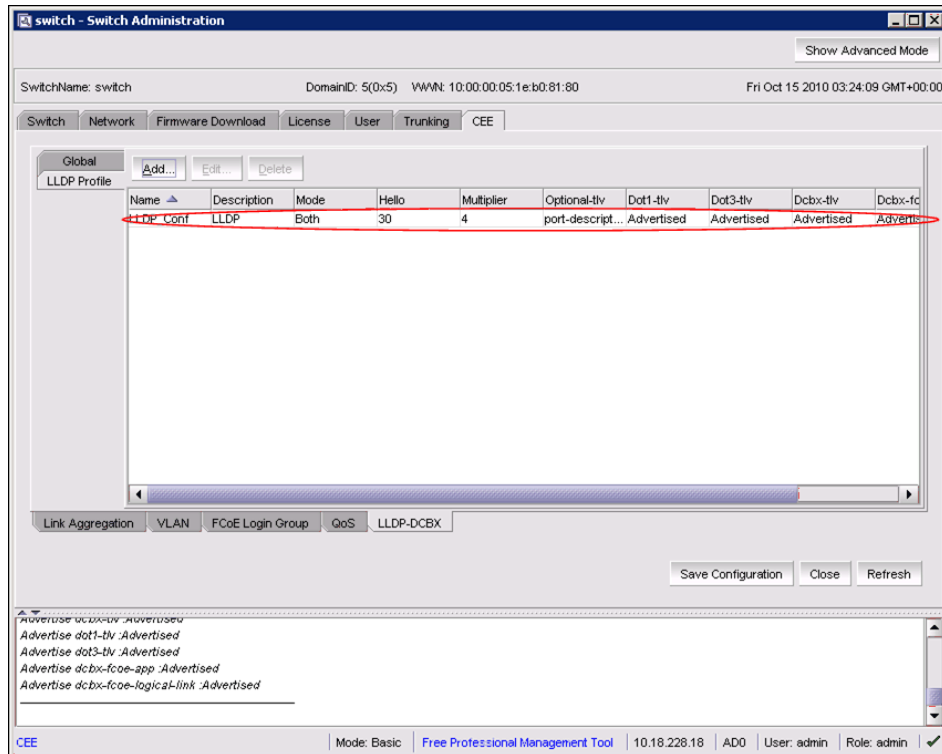 switch - Switch Administration
Show Advanced Mode
SwitchName: switch DomainID: 5(0x5) WWN: 10:00:00:05:1e:b0:81:80 Fri Oct 15 2010 03:24:09 GMT+00:00
Switch Network Firmware Download License User Trunking CEE
Global
LLDP Profile
Add... Edit... Delete
Name Description Mode Hello Multiplier Optional-tlv Dot1-tlv Dot3-tlv Dcbx-tlv Dcbx-fc
LLDP_Conf LLDP Both 30 4 port-descript... Advertised Advertised Advertised Advertis
Link Aggregation VLAN FCoE Login Group QoS LLDP-DCBX
Save Configuration Close Refresh
Advertise dcbx-tlv :Advertised
Advertise dot1-tlv :Advertised
Advertise dot3-tlv :Advertised
Advertise dcbx-fcoe-app :Advertised
Advertise dcbx-fcoe-logical-link :Advertised
CEE Mode: Basic Free Professional Management Tool 10.18.228.18 AD0 User: admin Role: admin